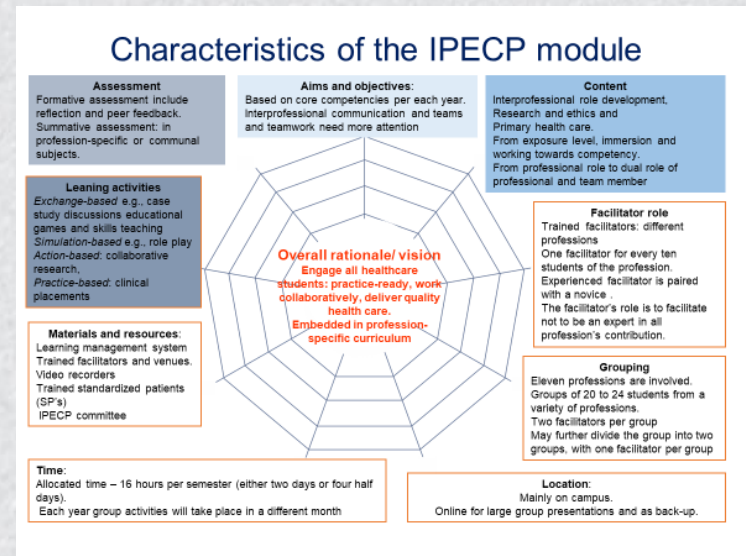 Characteristics of the IPECP module
Assessment
Formative assessment include
reflection and peer feedback.
Summative assessment: in
profession-specific or communal
subjects.
Aims and objectives:
Based on core competencies per each year.
Interprofessional communication and teams
and teamwork need more attention
Content
Interprofessional role development,
Research and ethics and
Primary health care.
From exposure level, immersion and
working towards competency.
From professional role to dual role of
professional and team member
Leaning activities
Exchange-based e.g., case
study discussions educational
games and skills teaching
Simulation-based e.g., role play
Action-based: collaborative
research,
Practice-based: clinical
placements
Overall rationale/ vision
Engage all healthcare
students: practice-ready, work
collaboratively, deliver quality
health care.
Embedded in profession-
specific curriculum
Facilitator role
Trained facilitators: different
professions
One facilitator for every ten
students of the profession.
Experienced facilitator is paired
with a novice .
The facilitator's role is to facilitate
not to be an expert in all
profession's contribution.
Materials and resources:
Learning management system
Trained facilitators and venues.
Video recorders
Trained standardized patients
(SP's)
IPECP committee
Grouping
Eleven professions are involved.
Groups of 20 to 24 students from a
variety of professions.
Two facilitators per group
May further divide the group into two
groups, with one facilitator per group
Time:
Allocated time – 16 hours per semester (either two days or four half
days).
Each year group activities will take place in a different month
Location:
Mainly on campus.
Online for large group presentations and as back-up.